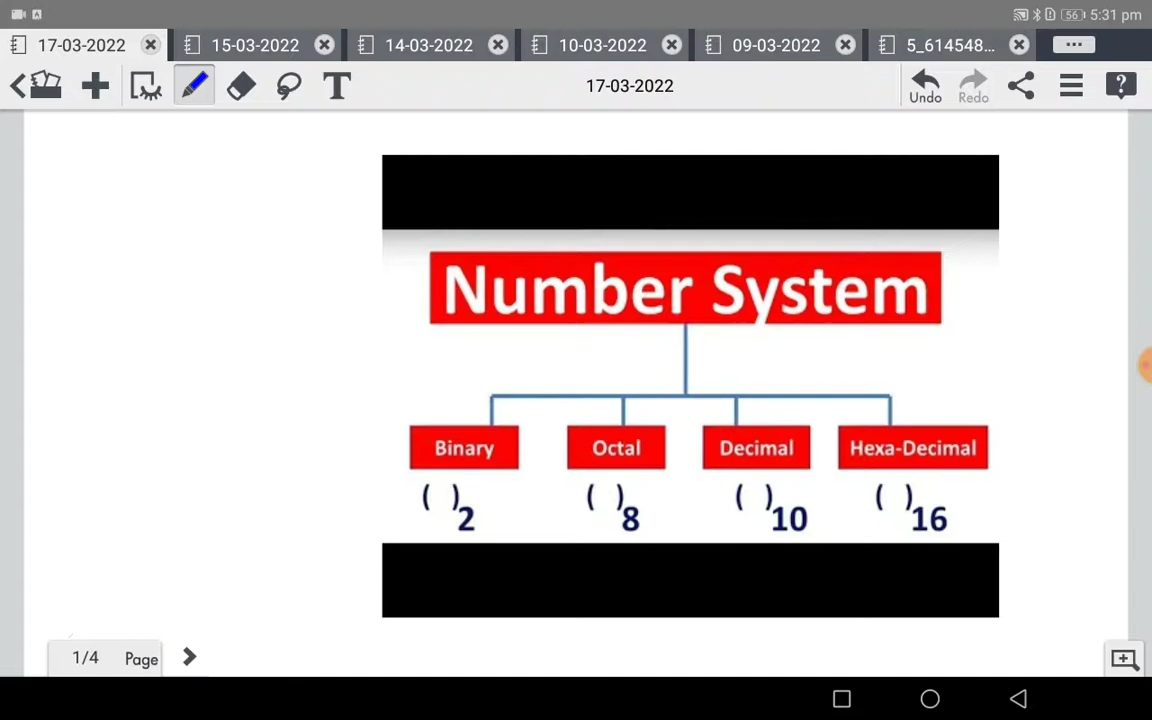 56 5:31 pm
17-03-2022 15-03-2022 14-03-2022 10-03-2022 09-03-2022 5_614548... ...
T 17-03-2022 Undo Redo ?
Number System
Binary Octal Decimal Hexa-Decimal
( )2 ( )8 ( )10 ( )16
1/4 Page